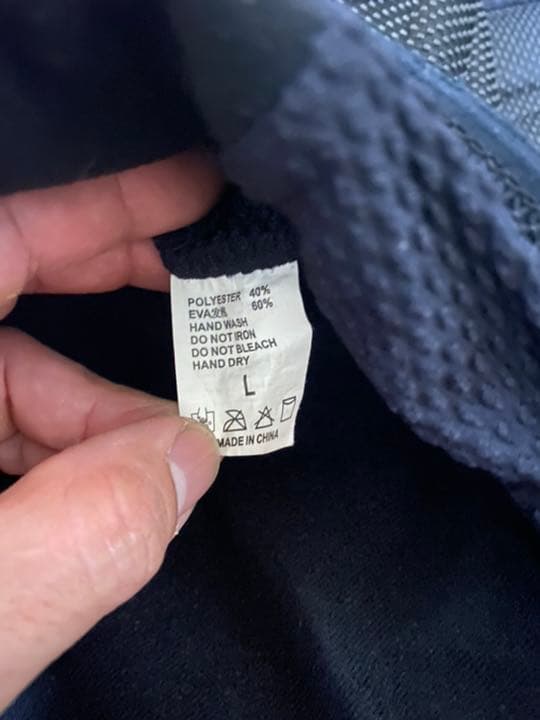 POLYESTER 40%
EVA 60%
HAND WASH
DO NOT IRON
DO NOT BLEACH
HAND DRY
L
MADE IN CHINA